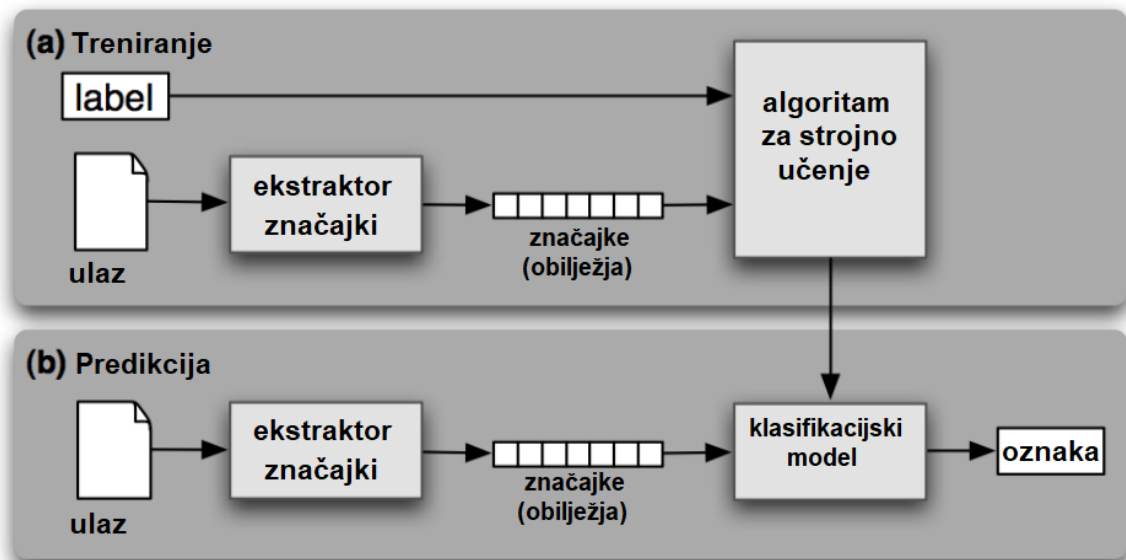 (a) Treniranje
label
algoritam
za strojno
učenje
ekstraktor
značajki
značajke
(obilježja)
ulaz
(b) Predikcija
ekstraktor
značajki
značajke
(obilježja)
klasifikacijski
model
oznaka
ulaz